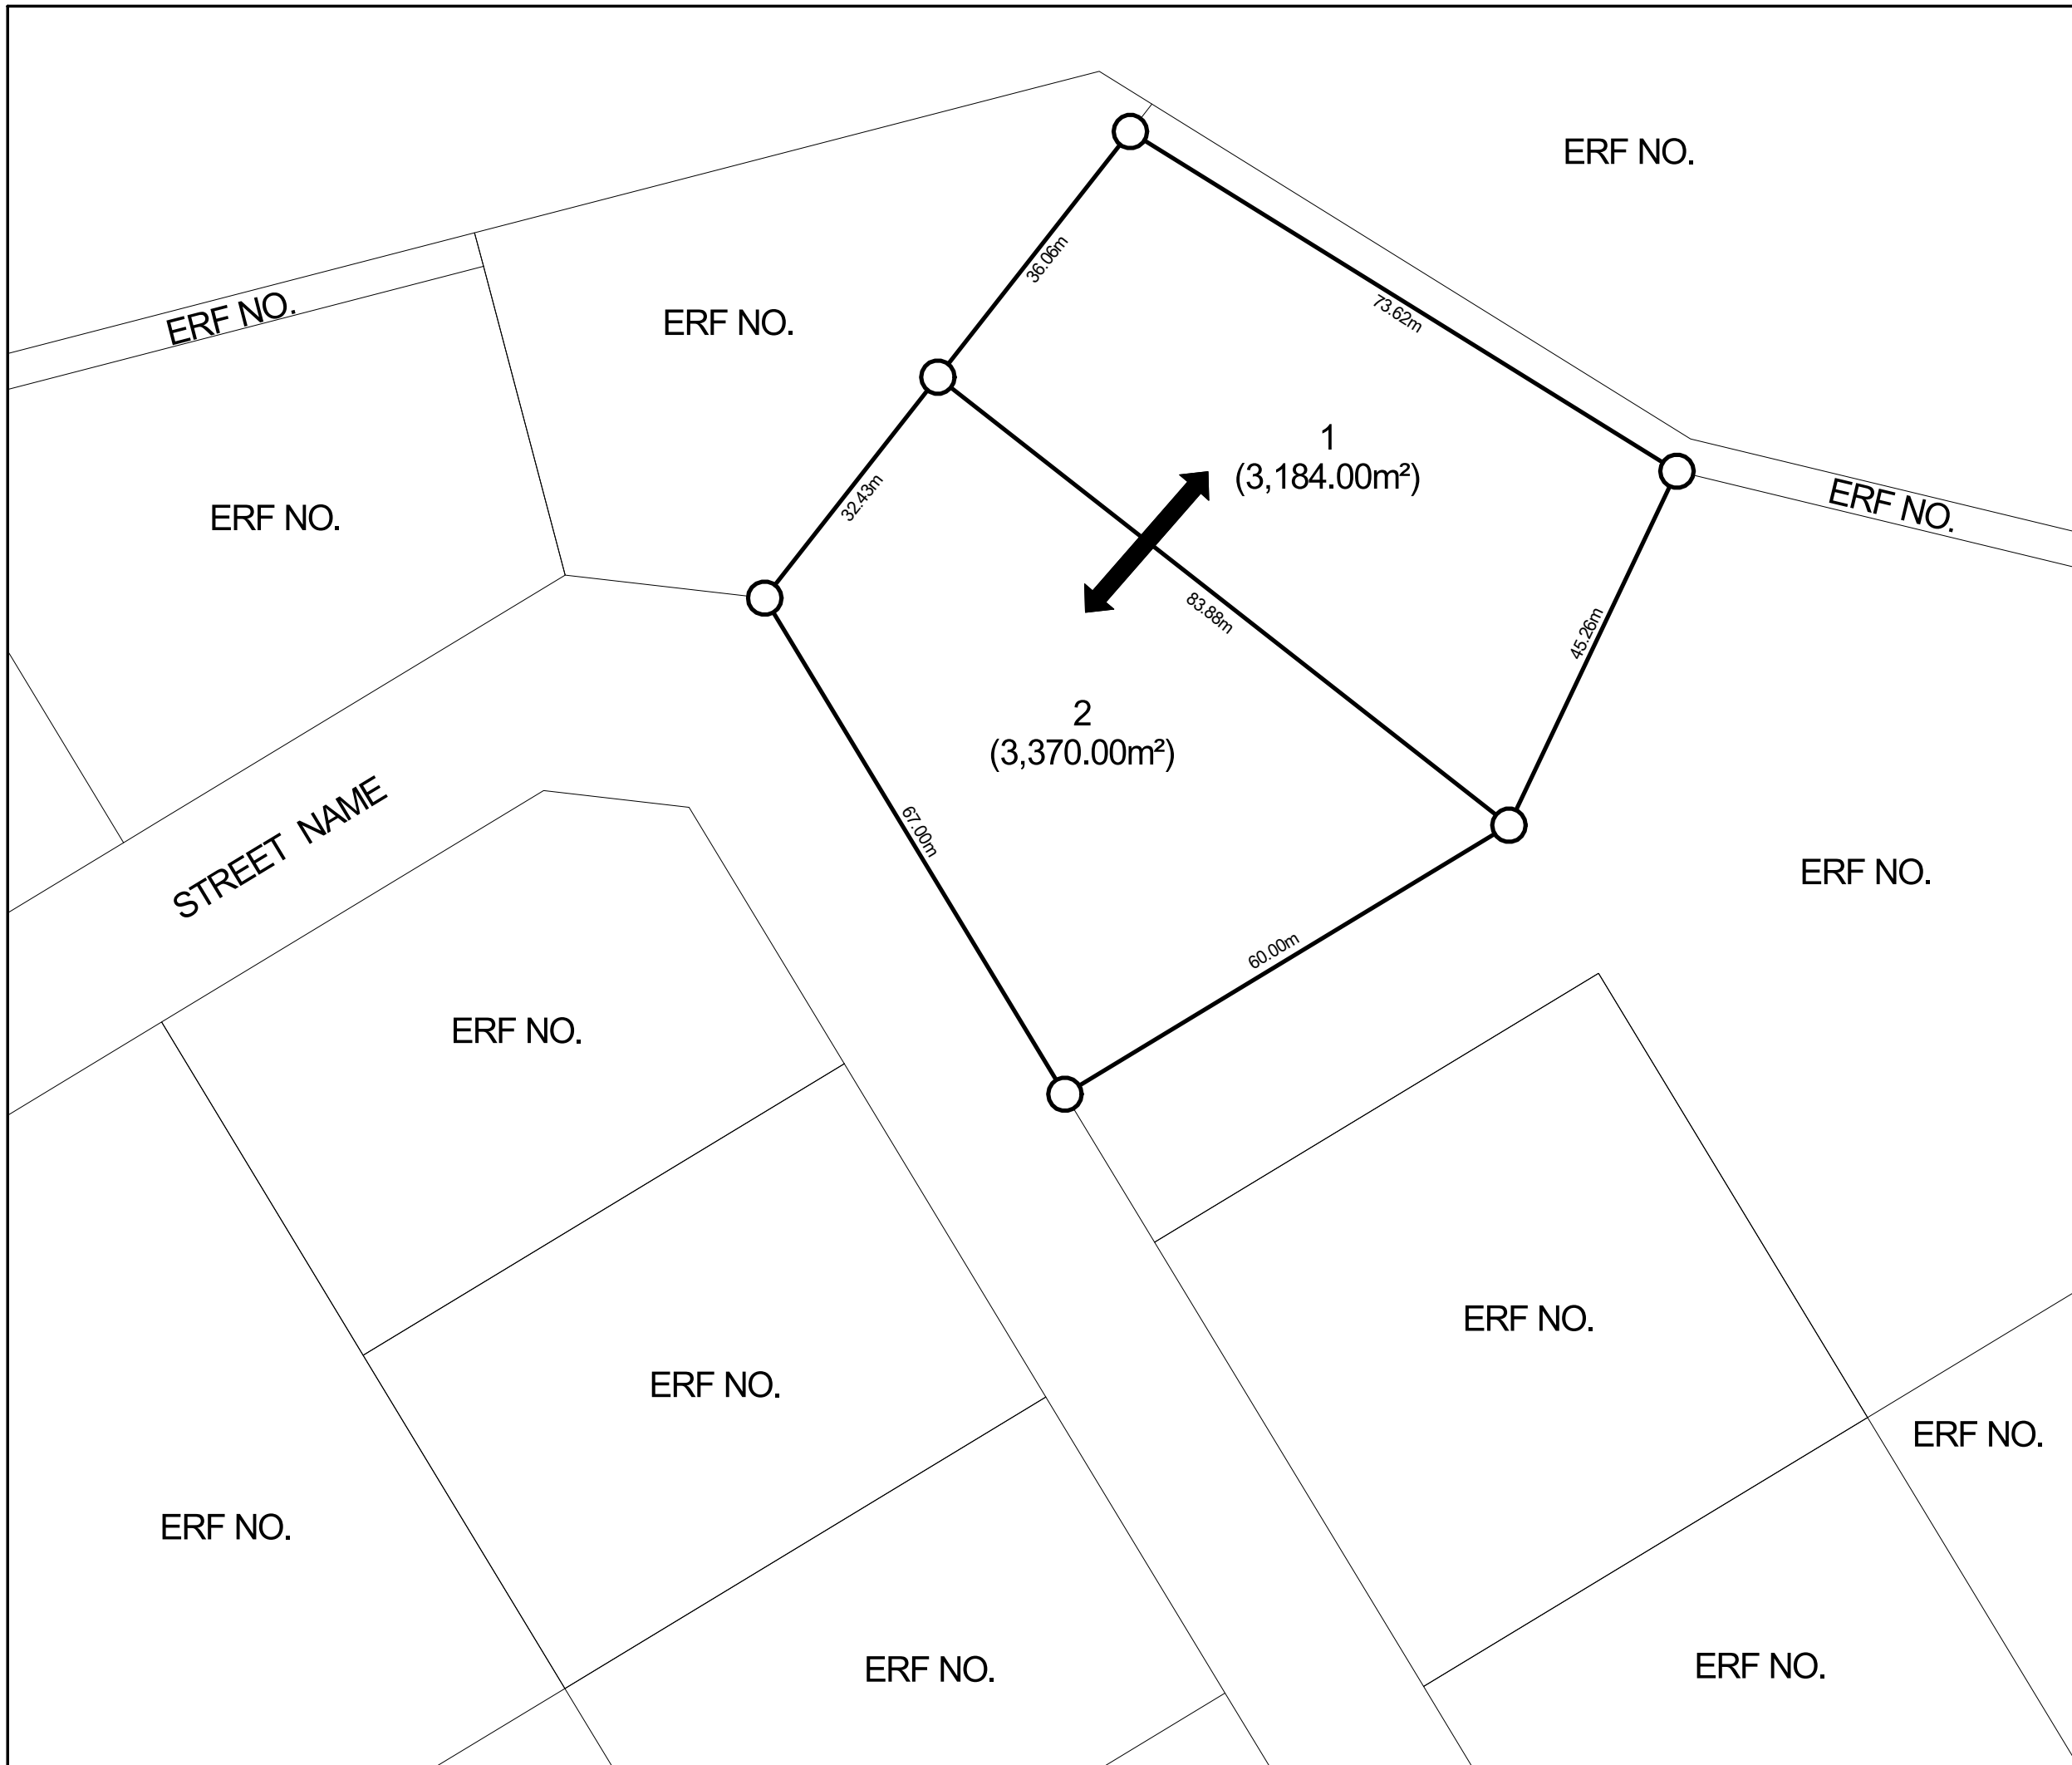 ERF NO.
36.06m
73.62m
ERF NO.
ERF NO.
1
(3,184.00m²)
32.43m
ERF NO.
ERF NO.
83.88m
45.26m
2
(3,370.00m²)
67.00m
STREET NAME
ERF NO.
60.00m
ERF NO.
ERF NO.
ERF NO.
ERF NO.
ERF NO.
ERF NO.
ERF NO.